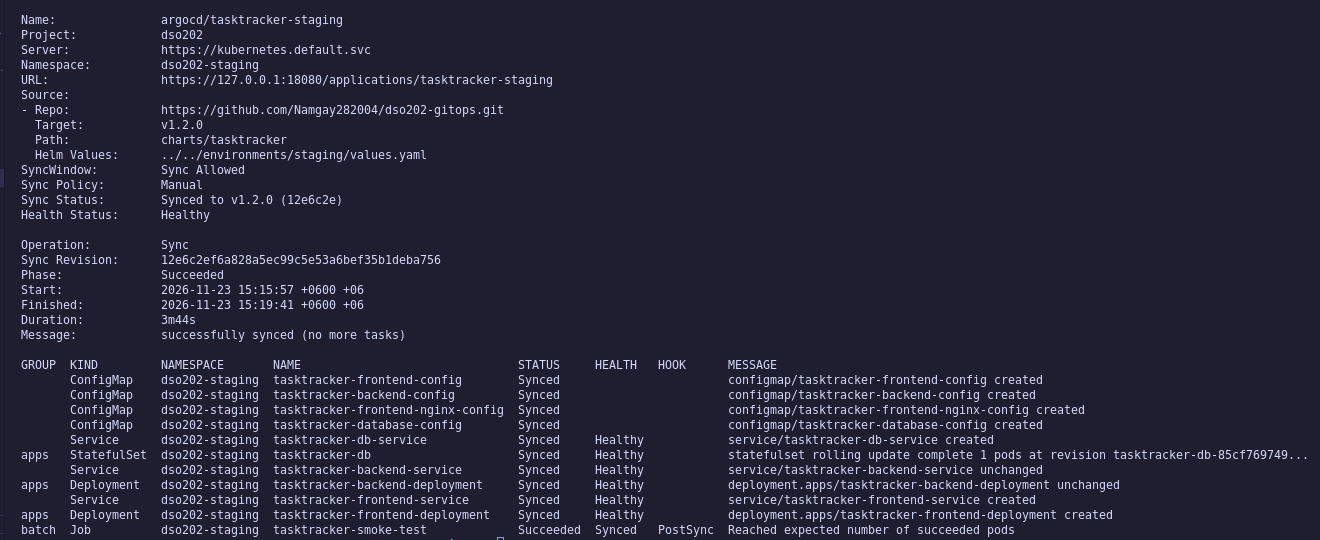 Name:               argocd/tasktracker-staging
Project:            dso202
Server:             https://kubernetes.default.svc
Namespace:          dso202-staging
URL:                https://127.0.0.1:18080/applications/tasktracker-staging
Source:
- Repo:             https://github.com/Namgay282004/dso202-gitops.git
  Target:           v1.2.0
  Path:             charts/tasktracker
  Helm Values:      ../../environments/staging/values.yaml
SyncWindow:         Sync Allowed
Sync Policy:        Manual
Sync Status:        Synced to v1.2.0 (12e6c2e)
Health Status:      Healthy

Operation:          Sync
Sync Revision:      12e6c2ef6a828a5ec99c5e53a6bef35b1deba756
Phase:              Succeeded
Start:              2026-11-23 15:15:57 +0600 +06
Finished:           2026-11-23 15:19:41 +0600 +06
Duration:           3m44s
Message:            successfully synced (no more tasks)

GROUP  KIND         NAMESPACE       NAME                               STATUS     HEALTH   HOOK      MESSAGE
       ConfigMap    dso202-staging  tasktracker-frontend-config        Synced                        configmap/tasktracker-frontend-config created
       ConfigMap    dso202-staging  tasktracker-backend-config         Synced                        configmap/tasktracker-backend-config created
       ConfigMap    dso202-staging  tasktracker-frontend-nginx-config  Synced                        configmap/tasktracker-frontend-nginx-config created
       ConfigMap    dso202-staging  tasktracker-database-config        Synced                        configmap/tasktracker-database-config created
       Service      dso202-staging  tasktracker-db-service             Synced     Healthy            service/tasktracker-db-service created
apps   StatefulSet  dso202-staging  tasktracker-db                     Synced     Healthy            statefulset rolling update complete 1 pods at revision tasktracker-db-85cf769749...
       Service      dso202-staging  tasktracker-backend-service        Synced     Healthy            service/tasktracker-backend-service unchanged
apps   Deployment   dso202-staging  tasktracker-backend-deployment     Synced     Healthy            deployment.apps/tasktracker-backend-deployment unchanged
       Service      dso202-staging  tasktracker-frontend-service       Synced     Healthy            service/tasktracker-frontend-service created
apps   Deployment   dso202-staging  tasktracker-frontend-deployment    Synced     Healthy            deployment.apps/tasktracker-frontend-deployment created
batch  Job          dso202-staging  tasktracker-smoke-test             Succeeded  Synced   PostSync  Reached expected number of succeeded pods